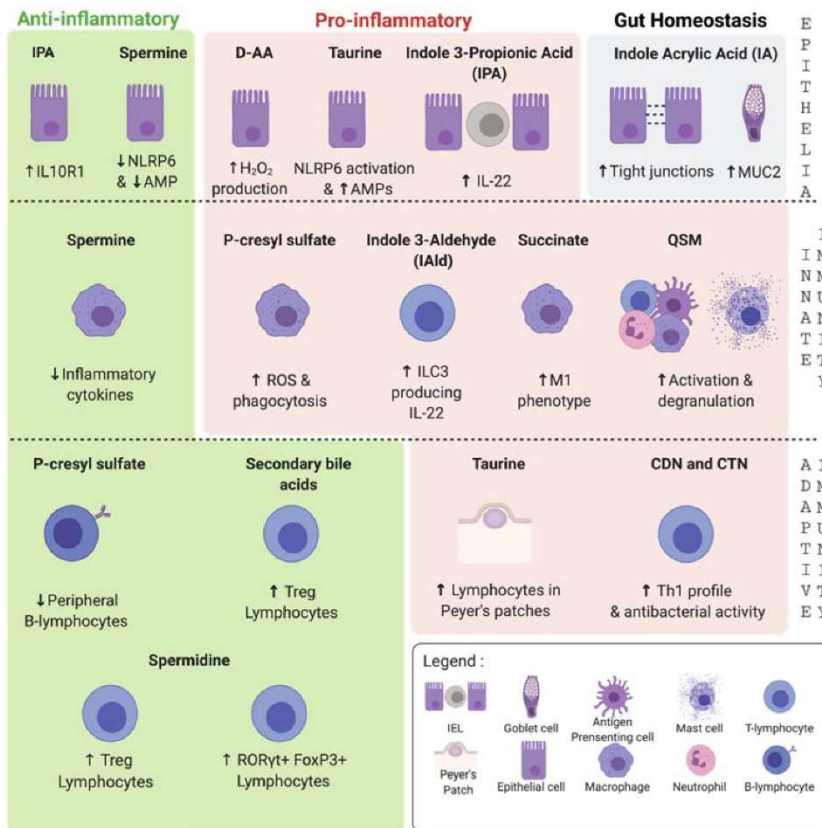 Anti-inflammatory
Pro-inflammatory
Gut Homeostasis
IPA
Spermine
D-AA
Taurine
Indole 3-Propionic Acid
(IPA)
Indole Acrylic Acid (IA)
↑IL10R1
↓NLRP6
& ↓AMP
↑H₂O₂
production
NLRP6 activation
& ↑AMPs
↑ IL-22
↑Tight junctions
↑MUC2
EPITHELIA
Spermine
P-cresyl sulfate
Indole 3-Aldehyde
(IAld)
Succinate
QSM
↓Inflammatory
cytokines
↑ ROS &
phagocytosis
↑ ILC3
producing
IL-22
↑M1
phenotype
↑Activation &
degranulation
INNATE
P-cresyl sulfate
Secondary bile
acids
Taurine
CDN and CTN
↓Peripheral
B-lymphocytes
↑ Treg
Lymphocytes
↑ Lymphocytes in
Peyer's patches
↑ Th1 profile
& antibacterial activity
ADAPTIVE
Spermidine
↑ Treg
Lymphocytes
↑ RORγt+ FoxP3+
Lymphocytes
Legend :
IEL
Goblet cell
Antigen
Prensenting cell
Mast cell
T-lymphocyte
Peyer's
Patch
Epithelial cell
Macrophage
Neutrophil
B-lymphocyte